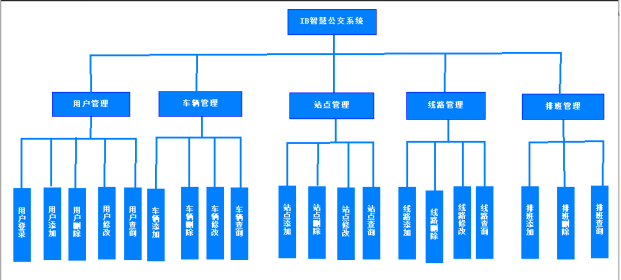 IB智慧公交系统
用户管理
车辆管理
站点管理
线路管理
排班管理
用户登录
用户添加
用户删除
用户修改
用户查询
车辆添加
车辆删除
车辆修改
车辆查询
站点添加
站点删除
站点修改
站点查询
线路添加
线路删除
线路修改
线路查询
排班添加
排班删除
排班查询